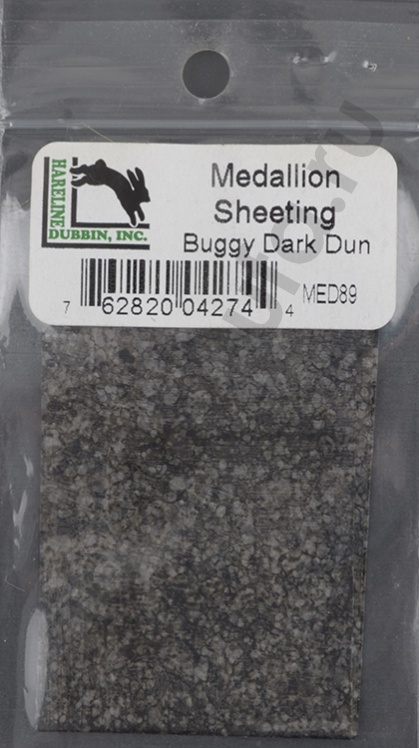 HARELINE
DUBBIN, INC.
Medallion
Sheeting
Buggy Dark Dun
7 62820 04274 4
MED89